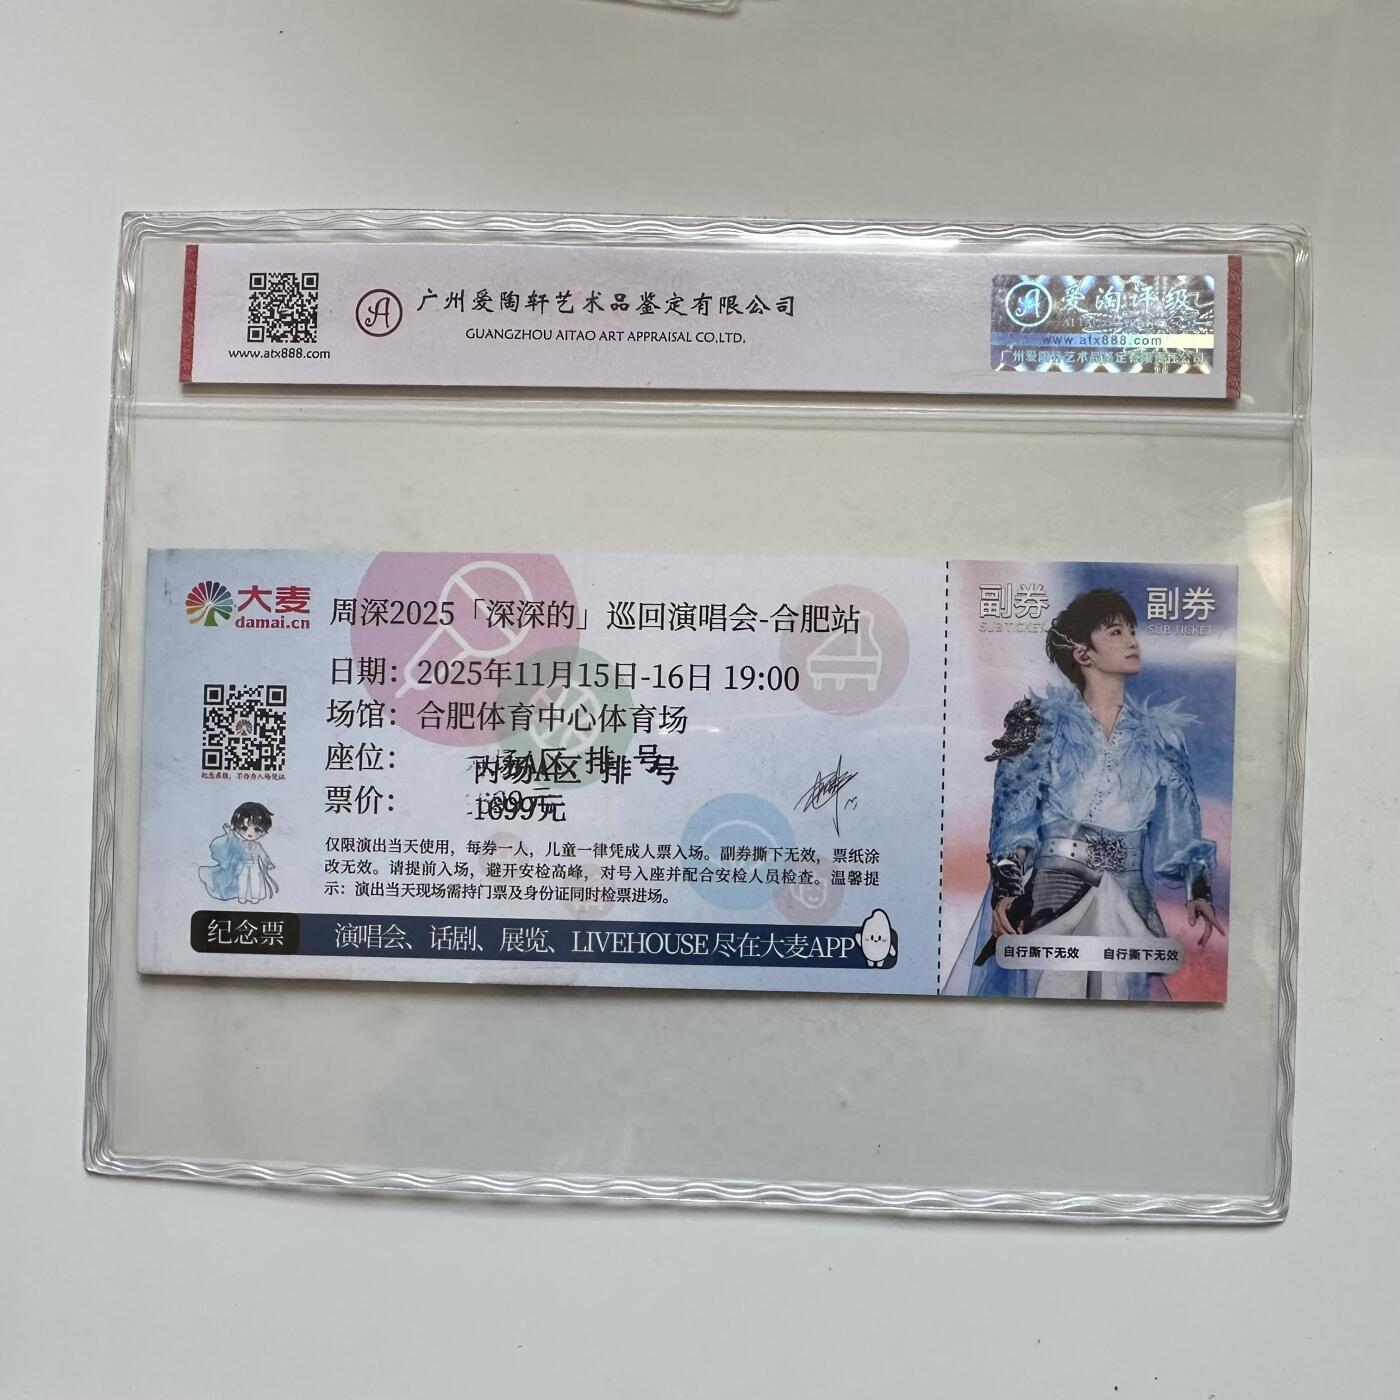 www.atx888.com
广州爱陶轩艺术品鉴定有限公司
GUANGZHOU AITAO ART APPRAISAL CO.LTD.
爱陶评级
www.atx888.com
大麦
damai.cn
周深2025「深深的」巡回演唱会-合肥站
日期：2025年11月15日-16日 19:00
场馆：合肥体育中心体育场
座位：
内场A区 排 号
票价：
1699元
仅限演出当天使用，每券一人，儿童一律凭成人票入场。副券撕下无效，票纸涂
改无效。请提前入场，避开安检高峰，对号入座并配合安检人员检查。温馨提
示：演出当天现场需持门票及身份证同时检票进场。
纪念票
演唱会、话剧、展览、LIVEHOUSE 尽在大麦APP
副券
SUB TICKET
副券
SUB TICKET
自行撕下无效 自行撕下无效